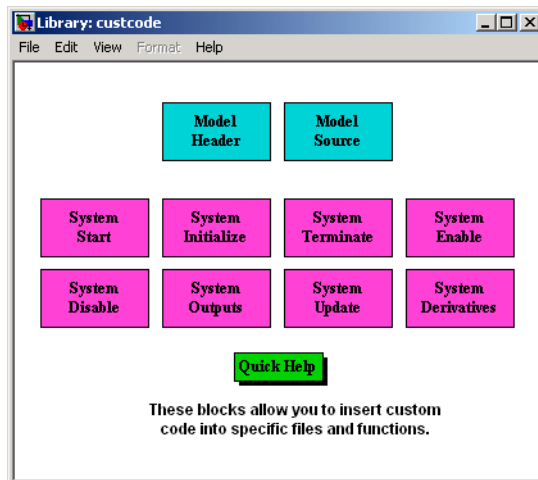 Library: custcode
File Edit View Format Help
Model Header
Model Source
System Start
System Initialize
System Terminate
System Enable
System Disable
System Outputs
System Update
System Derivatives
Quick Help
These blocks allow you to insert custom
code into specific files and functions.